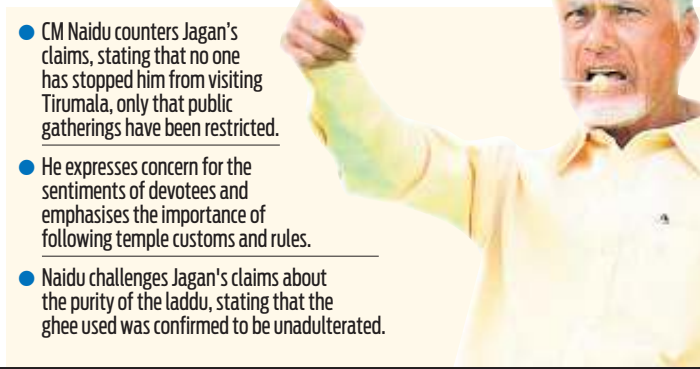 CM Naidu counters Jagan’s
claims, stating that no one
has stopped him from visiting
Tirumala, only that public
gatherings have been restricted.
He expresses concern for the
sentiments of devotees and
emphasises the importance of
following temple customs and rules.
Naidu challenges Jagan's claims about
the purity of the laddu, stating that the
ghee used was confirmed to be unadulterated.